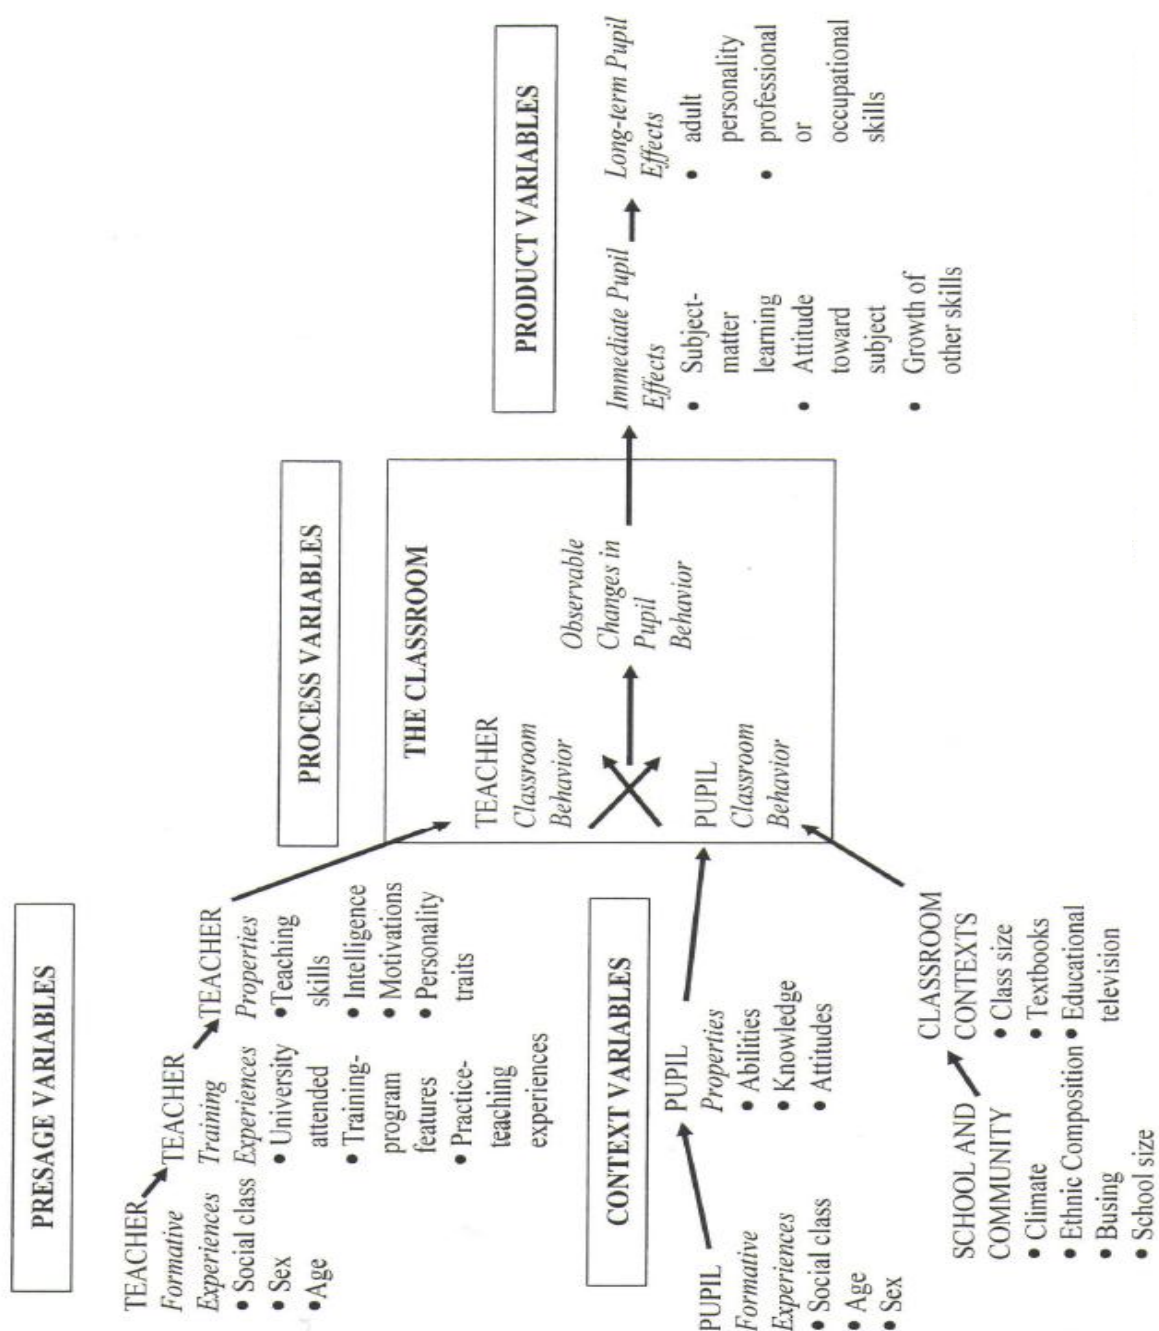 PRESAGE VARIABLES
TEACHER
Formative
Experiences
• Social class
• Sex
• Age
TEACHER
Training
Experiences
• University
attended
• Training-
program
features
• Practice-
teaching
experiences
TEACHER
Properties
• Teaching
skills
• Intelligence
• Motivations
• Personality
traits
CONTEXT VARIABLES
PUPIL
Formative
Experiences
• Social class
• Age
• Sex
PUPIL
Properties
• Abilities
• Knowledge
• Attitudes
SCHOOL AND
COMMUNITY
• Climate
• Ethnic Composition
• Busing
• School size
CLASSROOM
CONTEXTS
• Class size
• Textbooks
• Educational
television
PROCESS VARIABLES
THE CLASSROOM
TEACHER
Classroom
Behavior
PUPIL
Classroom
Behavior
Observable
Changes in
Pupil
Behavior
PRODUCT VARIABLES
Immediate Pupil
Effects
• Subject-
matter
learning
• Attitude
toward
subject
• Growth of
other skills
Long-term Pupil
Effects
• adult
personality
• professional
or
occupational
skills